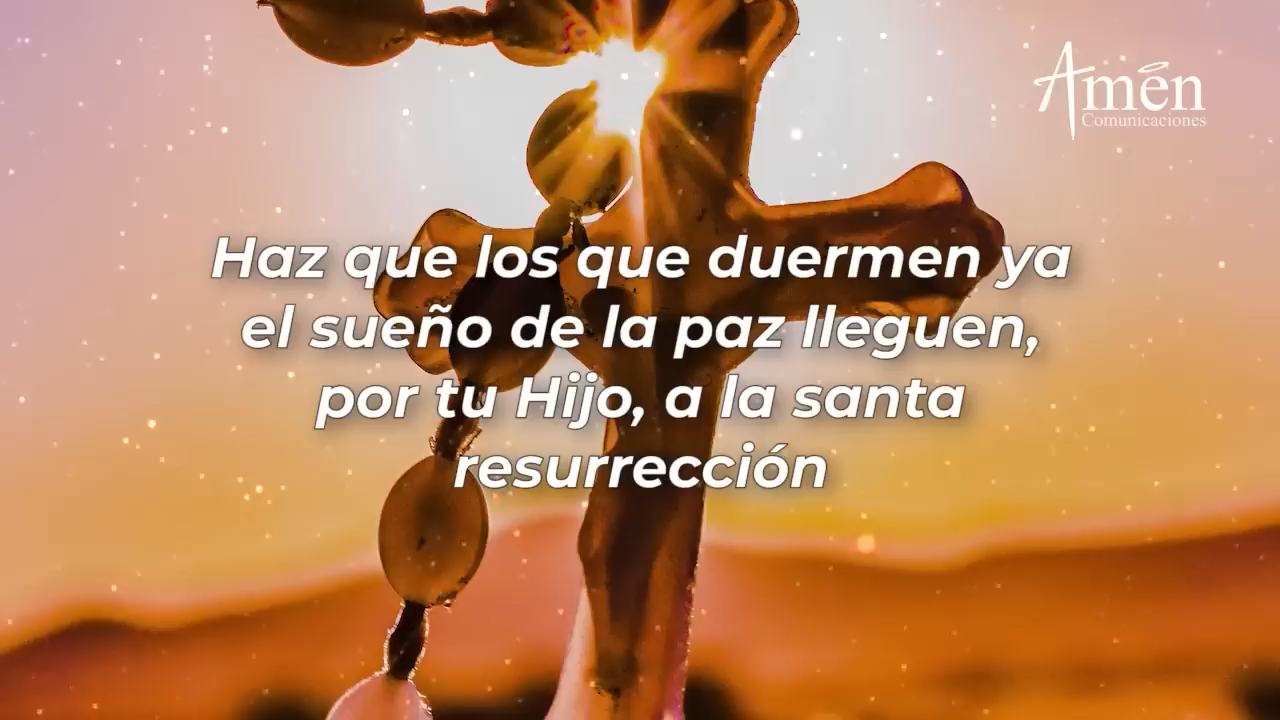 Amén
Comunicaciones
Haz que los que duermen ya
el sueño de la paz lleguen,
por tu Hijo, a la santa
resurrección